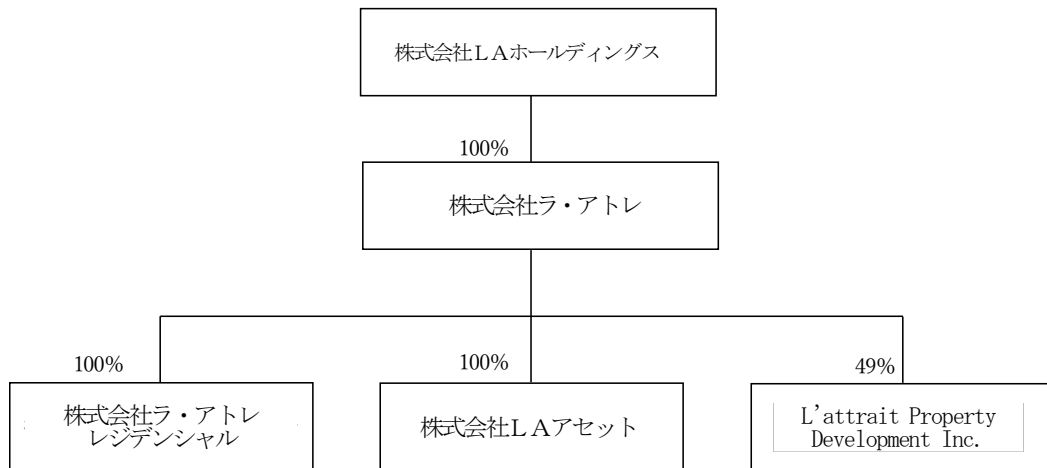 株式会社ＬＡホールディングス
100%
株式会社ラ・アトレ
100%
100%
49%
株式会社ラ・アトレ
レジデンシャル
株式会社ＬＡアセット
L'attrait Property
Development Inc.